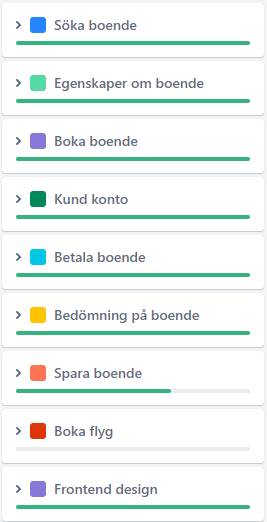 Söka boende
Egenskaper om boende
Boka boende
Kund konto
Betala boende
Bedömning på boende
Spara boende
Boka flyg
Frontend design